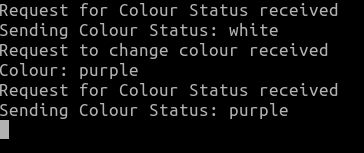 Request for Colour Status received
Sending Colour Status: white
Request to change colour received
Colour: purple
Request for Colour Status received
Sending Colour Status: purple